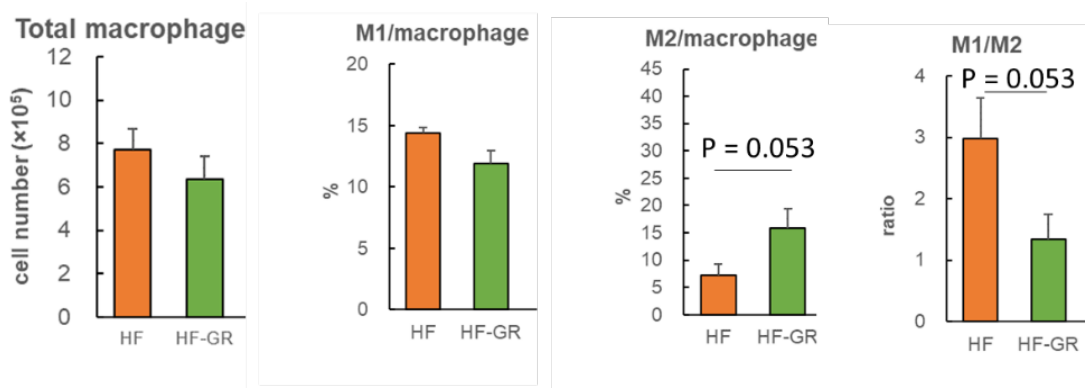 Total macrophage
cell number (×10⁵)
12
10
8
6
4
2
0
HF HF-GR
M1/macrophage
%
20
15
10
5
0
HF HF-GR
M2/macrophage
%
45
40
35
30
25
20
15
10
5
0
P = 0.053
HF HF-GR
M1/M2
ratio
4
3
2
1
0
P = 0.053
HF HF-GR